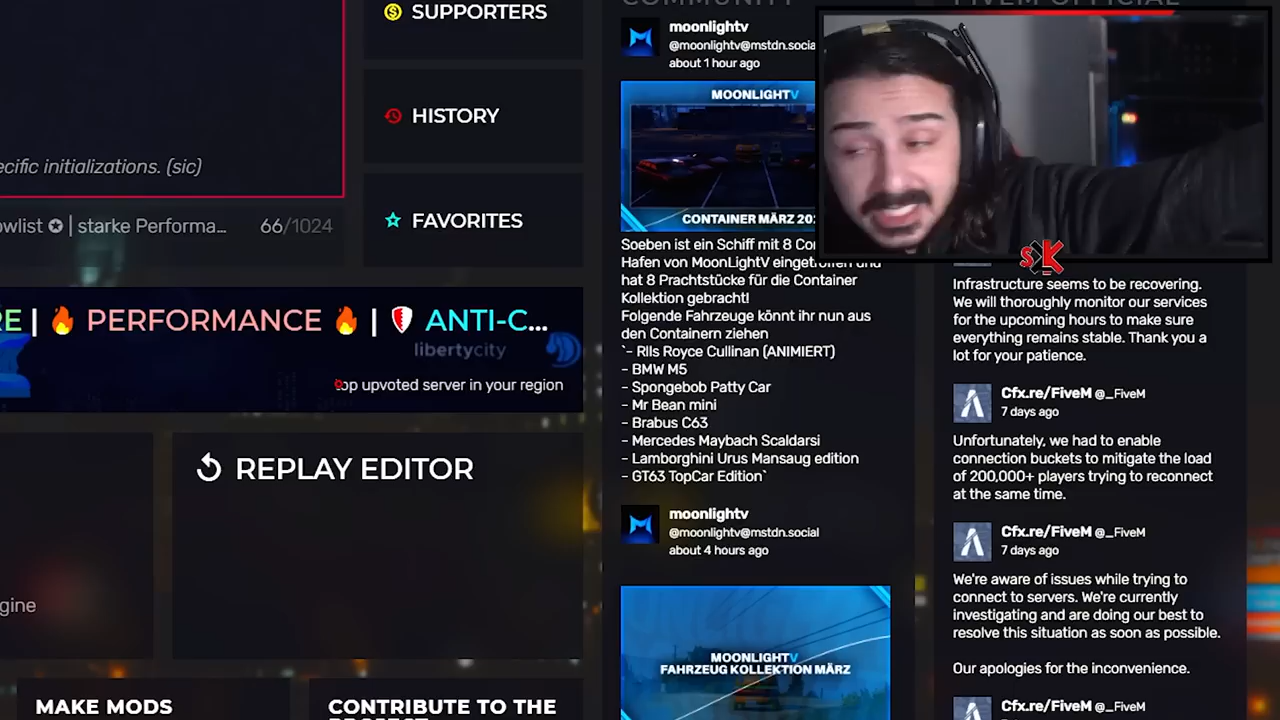 SUPPORTERS
HISTORY
FAVORITES
ecific initializations. (sic)
owlist ✪ | starke Performa... 66/1024
RE | 🔥 PERFORMANCE 🔥 | ANTI-C...
libertycity
top upvoted server in your region
REPLAY EDITOR
gine
MAKE MODS
CONTRIBUTE TO THE
COMMUNITY
moonlightv
@moonlightv@mstdn.socia
about 1 hour ago
MOONLIGHTV
CONTAINER MÄRZ 202
Soeben ist ein Schiff mit 8 Co
Hafen von MoonLightV eingetroffen und
hat 8 Prachtstücke für die Container
Kollektion gebracht!
Folgende Fahrzeuge könnt ihr nun aus
den Containern ziehen
`- Rlls Royce Cullinan (ANIMIERT)
- BMW M5
- Spongebob Patty Car
- Mr Bean mini
- Brabus C63
- Mercedes Maybach Scaldarsi
- Lamborghini Urus Mansaug edition
- GT63 TopCar Edition`
moonlightv
@moonlightv@mstdn.social
about 4 hours ago
MOONLIGHTV
FAHRZEUG KOLLEKTION MÄRZ
FIVEM OFFICIAL
SK
Infrastructure seems to be recovering.
We will thoroughly monitor our services
for the upcoming hours to make sure
everything remains stable. Thank you a
lot for your patience.
Cfx.re/FiveM @_FiveM
7 days ago
Unfortunately, we had to enable
connection buckets to mitigate the load
of 200,000+ players trying to reconnect
at the same time.
Cfx.re/FiveM @_FiveM
7 days ago
We're aware of issues while trying to
connect to servers. We're currently
investigating and are doing our best to
resolve this situation as soon as possible.
Our apologies for the inconvenience.
Cfx.re/FiveM @_FiveM